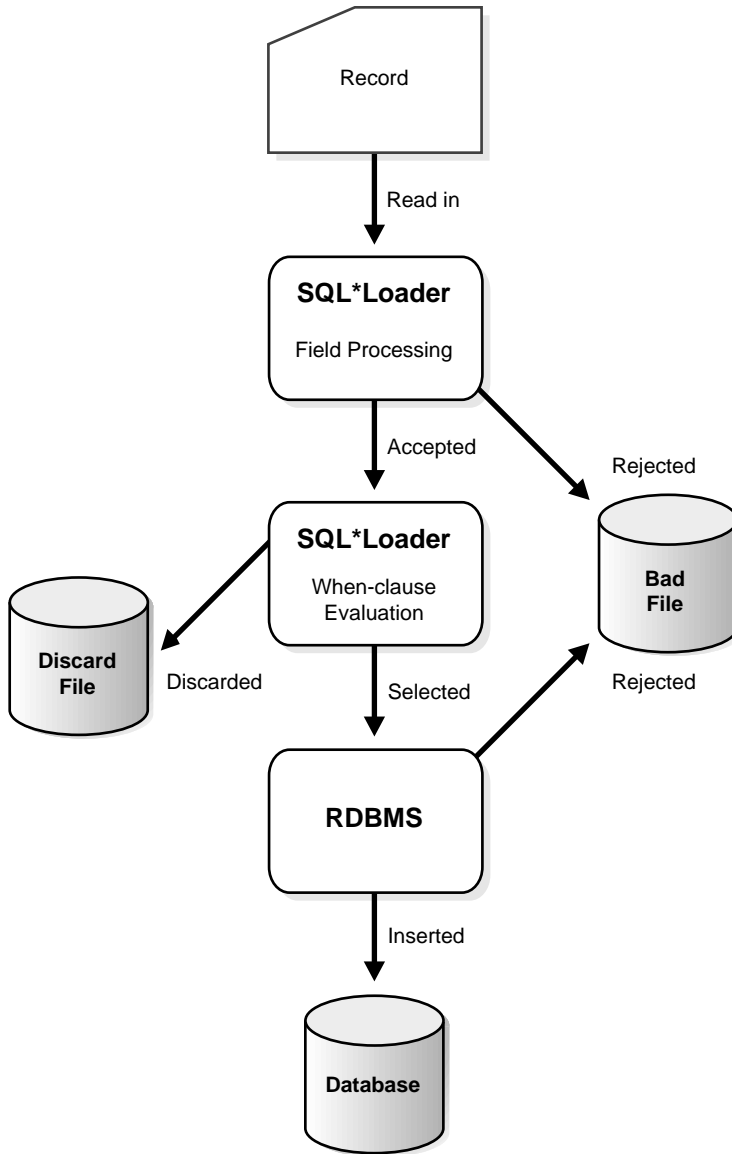 Record
Read in
SQL*Loader
Field Processing
Accepted
Rejected
SQL*Loader
When-clause
Evaluation
Bad
File
Discard
File
Discarded
Selected
Rejected
RDBMS
Inserted
Database